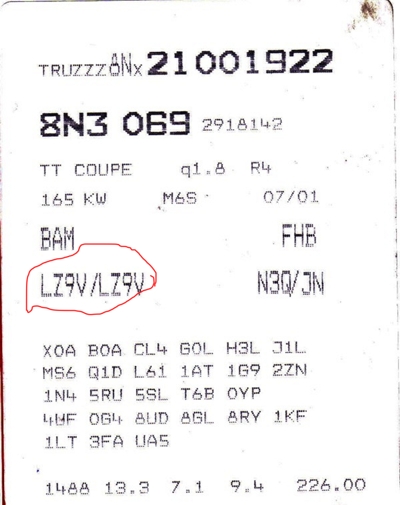 TRUZZZ8NX21001922
8N3 069 2918142
TT COUPE q1.8 R4
165 KW M6S 07/01
BAM FHB
LZ9V/LZ9V N3Q/JN
X0A B0A CL4 G0L H3L J1L
MS6 Q1D L61 1AT 1G9 2ZN
1N4 5RU 5SL T6B 0YP
4UF 0G4 8UD 8GL 8RY 1KF
1LT 3FA UA5
1488 13.3 7.1 9.4 226.00